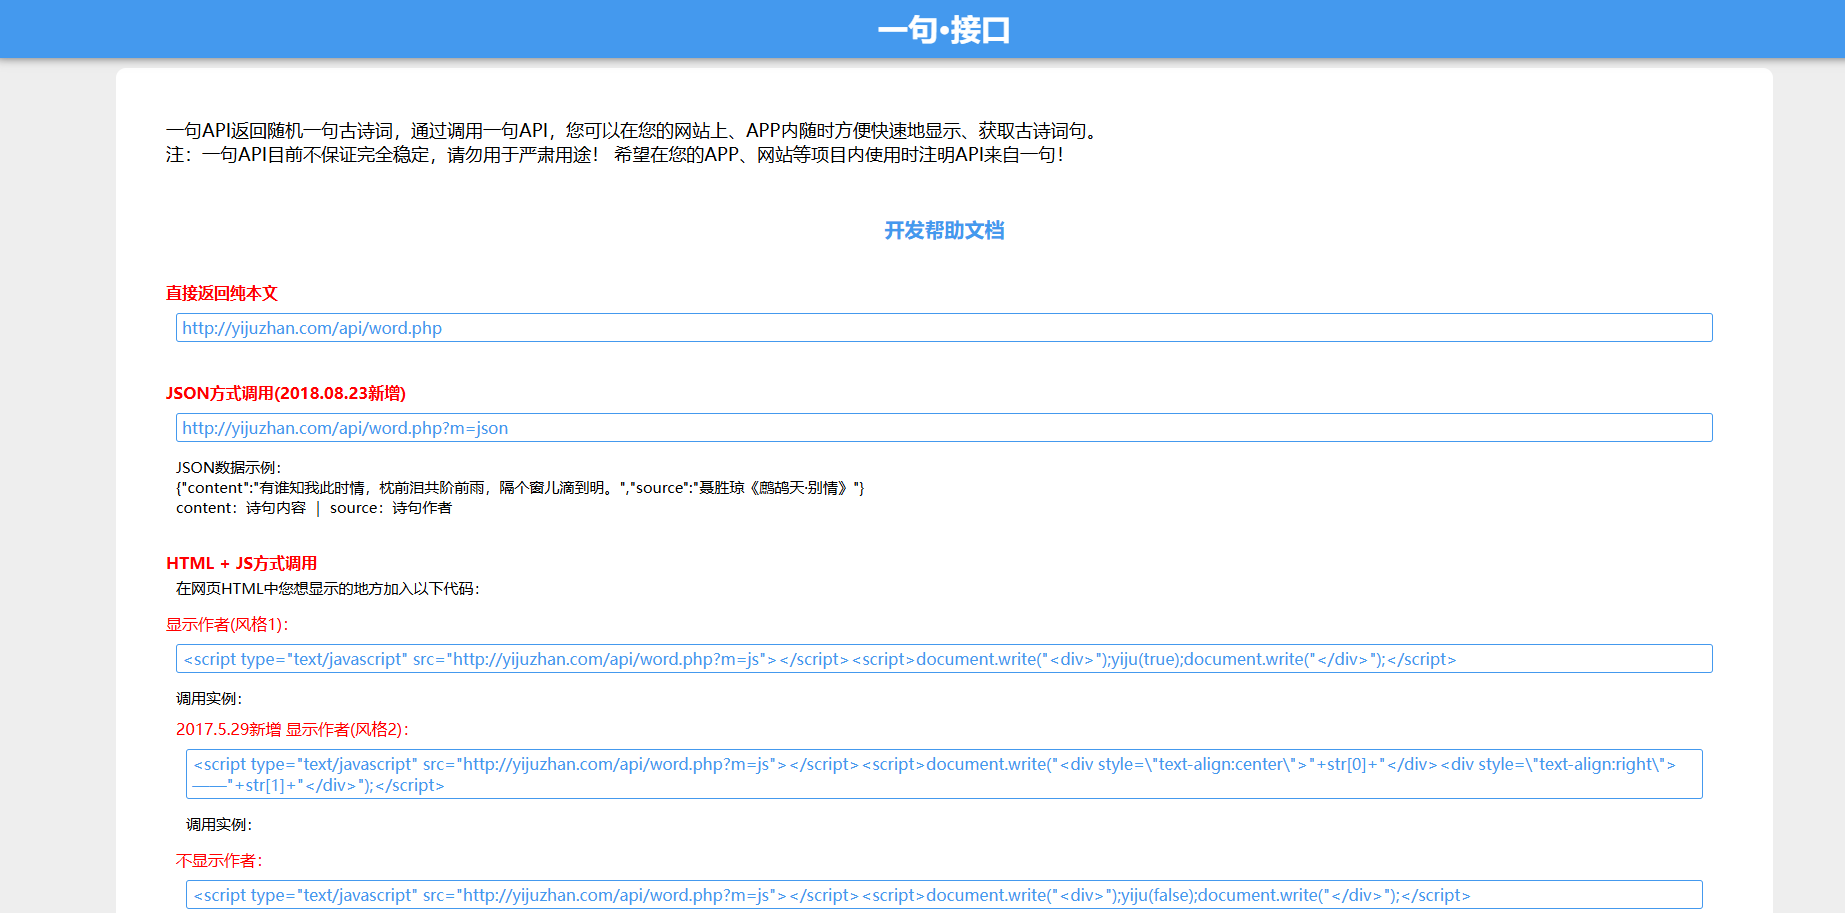 一句•接口
一句API返回随机一句古诗词，通过调用一句API，您可以在您的网站上、APP内随时方便快速地显示、获取古诗词句。
注：一句API目前不保证完全稳定，请勿用于严肃用途！ 希望在您的APP、网站等项目内使用时注明API来自一句！
开发帮助文档
直接返回纯本文
http://yijuzhan.com/api/word.php
JSON方式调用(2018.08.23新增)
http://yijuzhan.com/api/word.php?m=json
JSON数据示例：
{"content":"有谁知我此时情，枕前泪共阶前雨，隔个窗儿滴到明。","source":"聂胜琼《鹧鸪天·别情》"}
content：诗句内容 ｜ source：诗句作者
HTML + JS方式调用
在网页HTML中您想显示的地方加入以下代码：
显示作者(风格1)：
<script type="text/javascript" src="http://yijuzhan.com/api/word.php?m=js"></script><script>document.write("<div>");yiju(true);document.write("</div>");</script>
调用实例：
2017.5.29新增 显示作者(风格2)：
<script type="text/javascript" src="http://yijuzhan.com/api/word.php?m=js"></script><script>document.write("<div style=\"text-align:center\">"+str[0]+"</div><div style=\"text-align:right\">
——"+str[1]+"</div>");</script>
调用实例：
不显示作者：
<script type="text/javascript" src="http://yijuzhan.com/api/word.php?m=js"></script><script>document.write("<div>");yiju(false);document.write("</div>");</script>